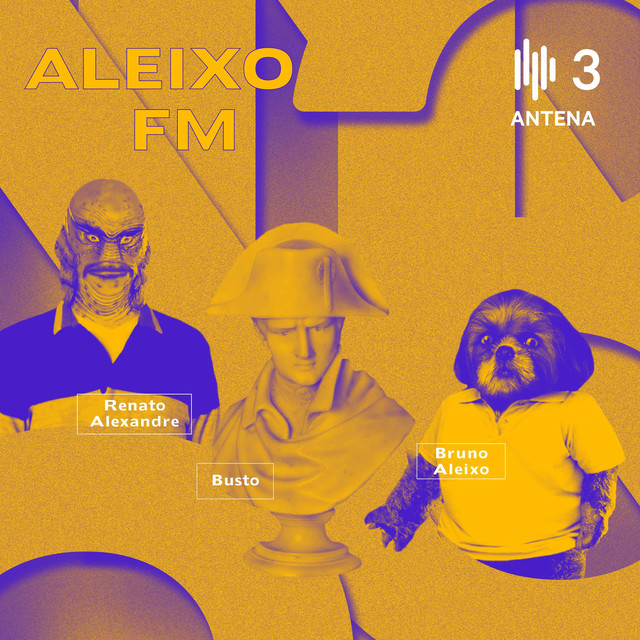 ALEIXO
FM
3
ANTENA
Renato
Alexandre
Busto
Bruno
Aleixo